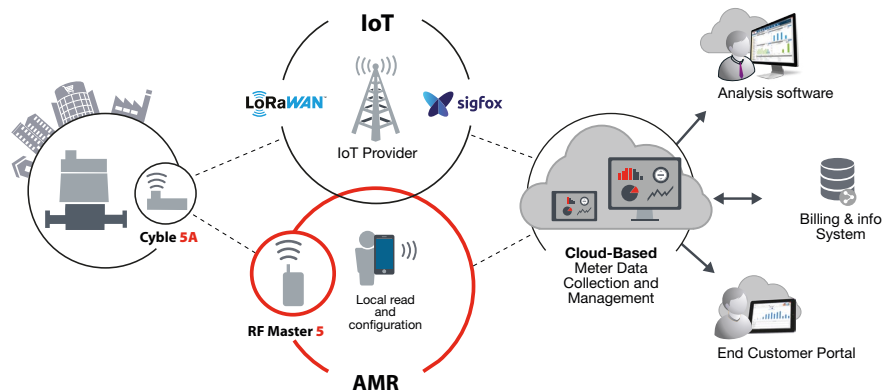 IoT
LoRaWAN™
sigfox
IoT Provider
Cyble 5A
RF Master 5
Local read
and
configuration
AMR
Cloud-Based
Meter Data
Collection and
Management
Analysis software
Billing & info
System
End Customer Portal